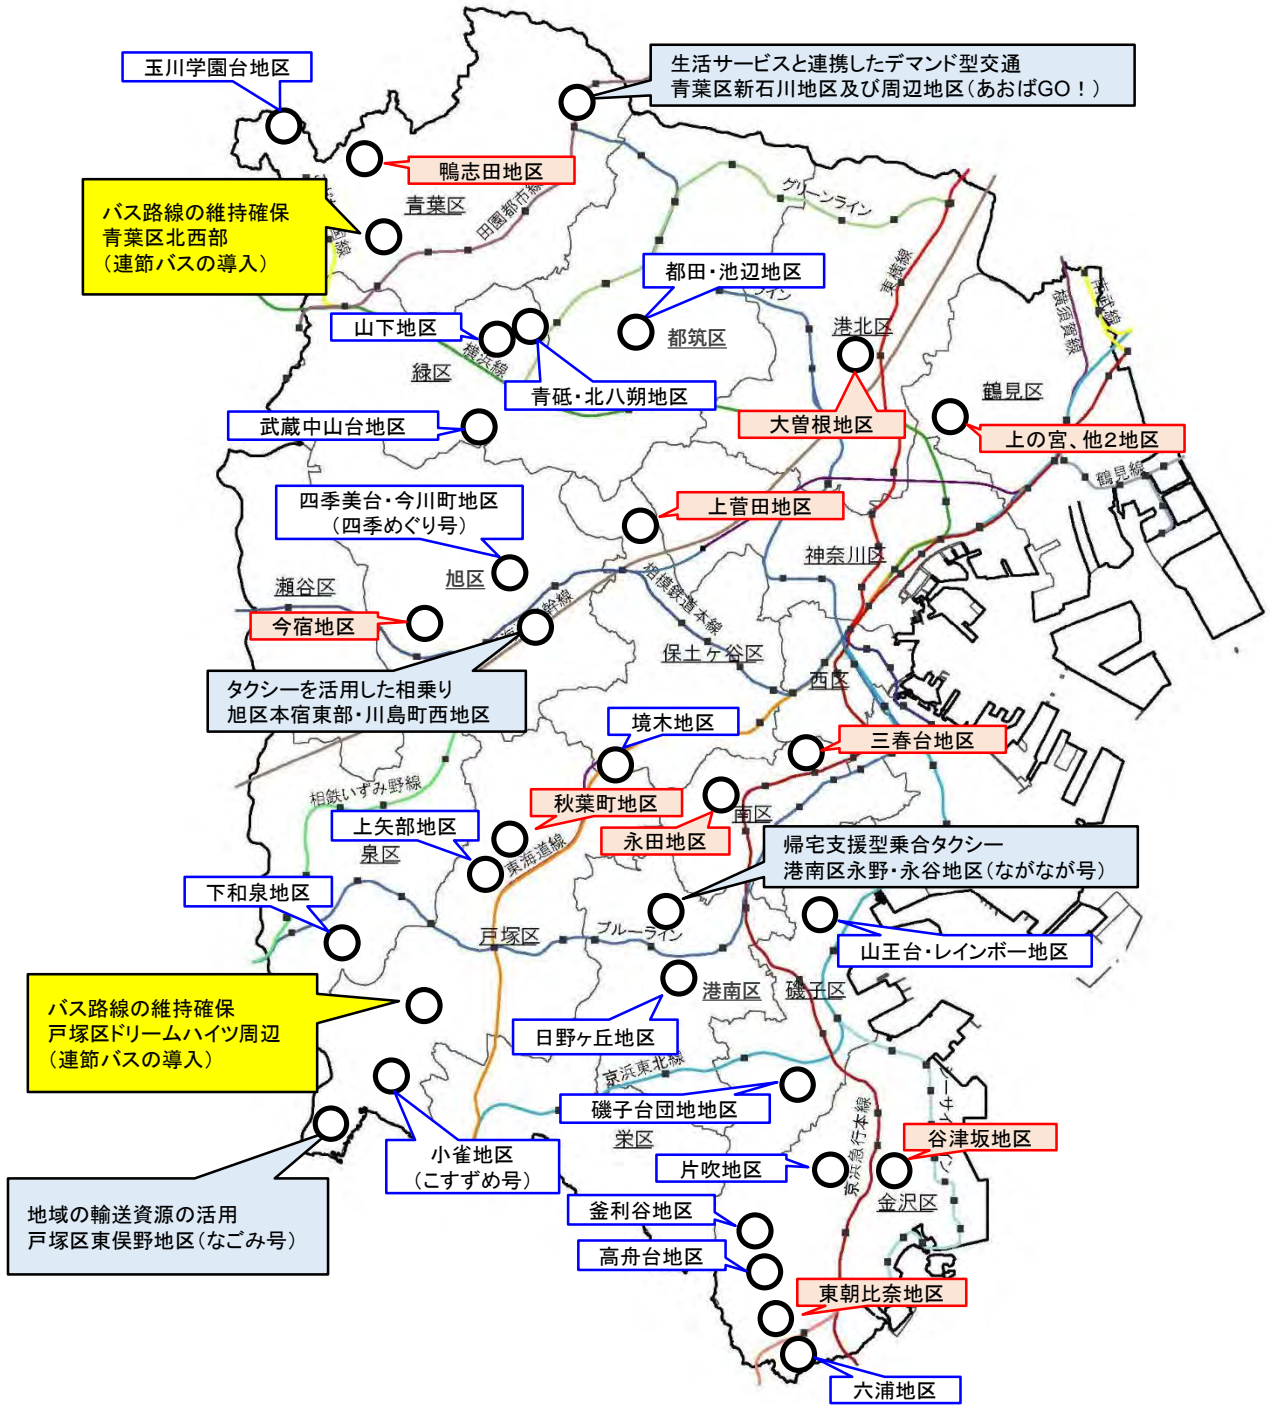 玉川学園台地区
生活サービスと連携したデマンド型交通
青葉区新石川地区及び周辺地区(あおばGO！)
鴨志田地区
青葉区
田園都市線
グリーンライン
バス路線の維持確保
青葉区北西部
(連節バスの導入)
東横線
都田・池辺地区
横須賀線
南武線
山下地区
横浜線
緑区
都筑区
港北区
青砥・北八朔地区
鶴見区
武蔵中山台地区
大曽根地区
上の宮、他２地区
鶴見線
四季美台・今川町地区
(四季めぐり号)
上菅田地区
神奈川区
旭区
瀬谷区
今宿地区
幹線
相模鉄道本線
保土ヶ谷区
西区
タクシーを活用した相乗り
旭区本宿東部・川島町西地区
境木地区
三春台地区
相鉄いずみ野線
秋葉町地区
南区
上矢部地区
永田地区
泉区
東海道線
帰宅支援型乗合タクシー
港南区永野・永谷地区(ながなが号)
下和泉地区
戸塚区
ブルーライン
山王台・レインボー地区
港南区
磯子区
バス路線の維持確保
戸塚区ドリームハイツ周辺
(連節バスの導入)
日野ヶ丘地区
京浜東北線
磯子台団地地区
小雀地区
(こすずめ号)
栄区
京浜急行本線
谷津坂地区
片吹地区
金沢区
地域の輸送資源の活用
戸塚区東俣野地区(なごみ号)
釜利谷地区
高舟台地区
東朝比奈地区
六浦地区